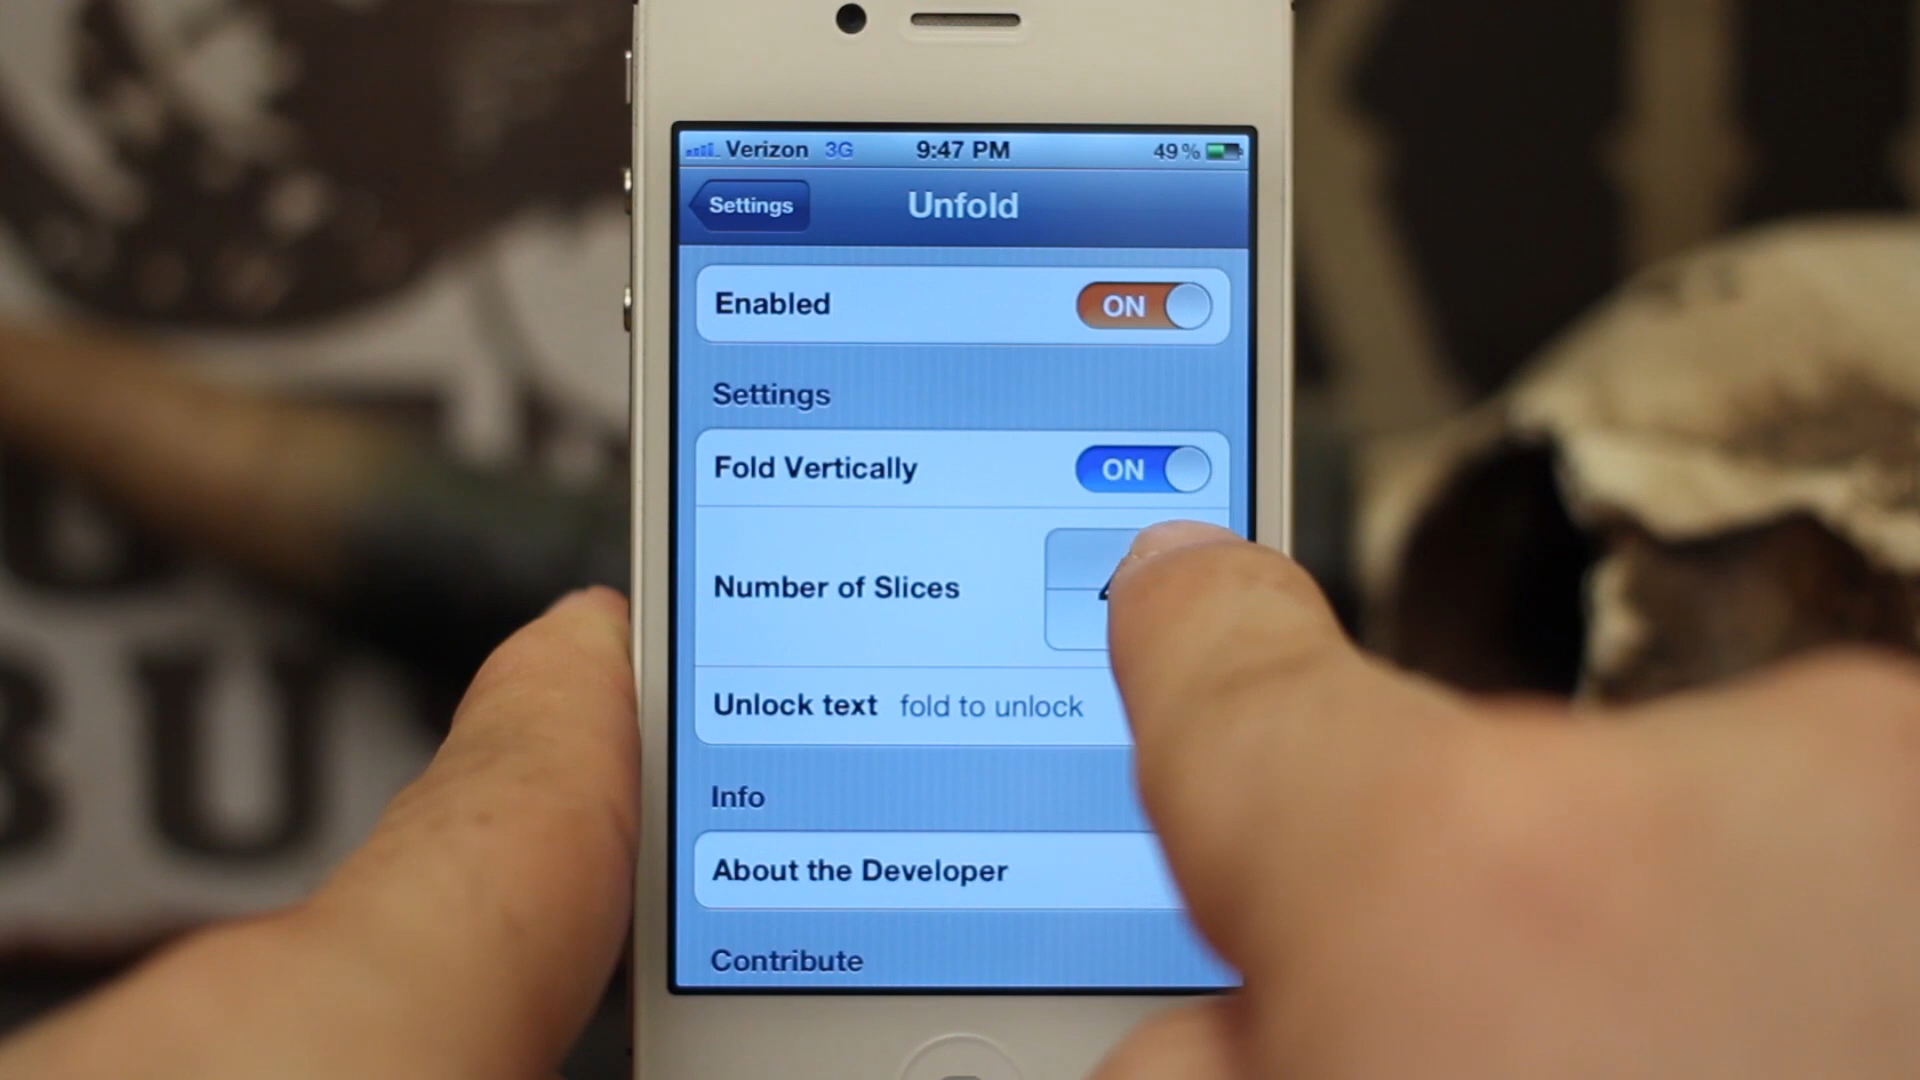 Verizon 3G 9:47 PM 49%
Settings Unfold
Enabled ON
Settings
Fold Vertically ON
Number of Slices
Unlock text fold to unlock
Info
About the Developer
Contribute
BU